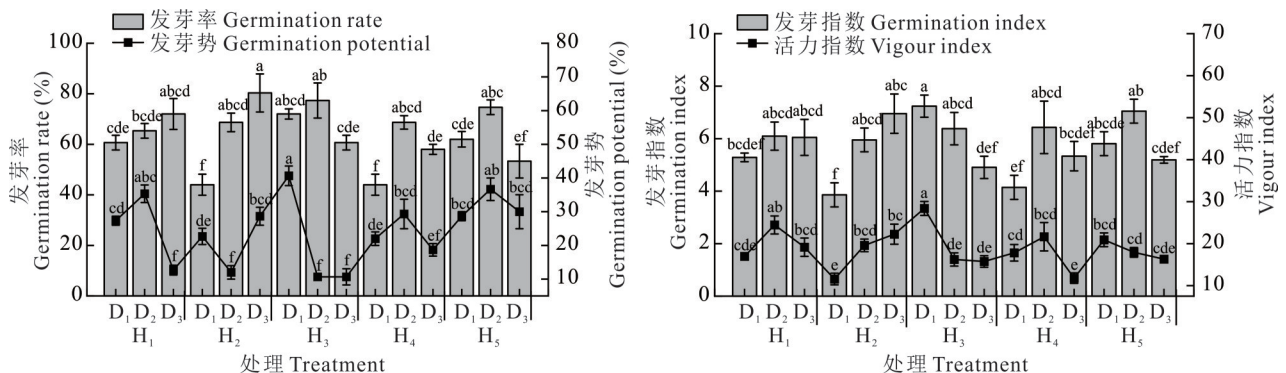 发芽率 Germination rate
发芽势 Germination potential
100
80
60
40
20
0
发芽率
Germination rate (%)
80
70
60
50
40
30
20
10
发芽势
Germination potential (%)
cde bcde abcd f abcd a abcd ab cde f abcd de cde abc ef
cd abc f de f bcd a f f de bcd ef bcd ab bcd
D₁ D₂ D₃ D₁ D₂ D₃ D₁ D₂ D₃ D₁ D₂ D₃ D₁ D₂ D₃
H₁ H₂ H₃ H₄ H₅
处理 Treatment
发芽指数 Germination index
活力指数 Vigour index
10
8
6
4
2
0
发芽指数
Germination index
70
60
50
40
30
20
10
活力指数
Vigour index
bcdef abcd abcd f abcd abc a abcd def ef abcd bcdef abcdef abc cdef
cde ab bcd e bcd bc a de de cde bcd e bcd cd cde
D₁ D₂ D₃ D₁ D₂ D₃ D₁ D₂ D₃ D₁ D₂ D₃ D₁ D₂ D₃
H₁ H₂ H₃ H₄ H₅
处理 Treatment